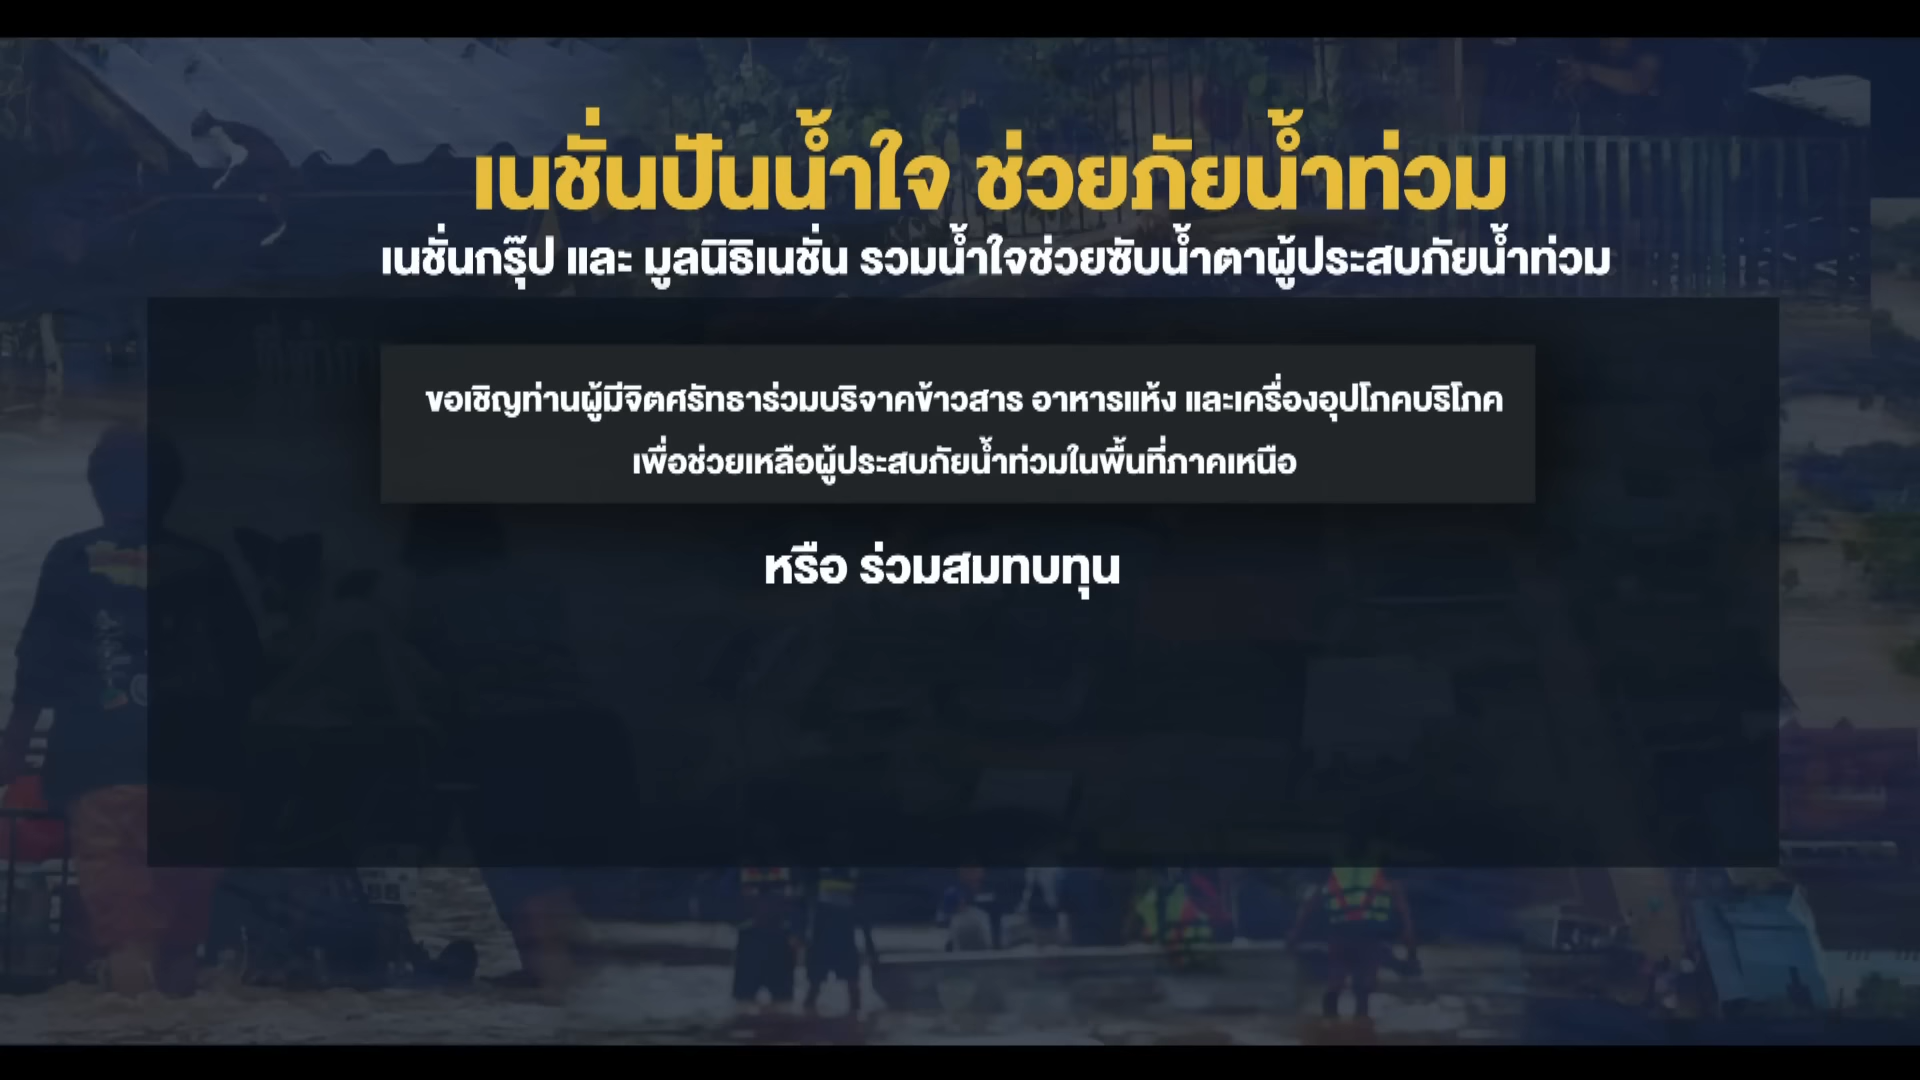 เนชั่นปันน้ำใจ ช่วยภัยน้ำท่วม
เนชั่นกรุ๊ป และ มูลนิธิเนชั่น รวมน้ำใจช่วยซับน้ำตาผู้ประสบภัยน้ำท่วม
ขอเชิญท่านผู้มีจิตศรัทธาร่วมบริจาคข้าวสาร อาหารแห้ง และเครื่องอุปโภคบริโภค
เพื่อช่วยเหลือผู้ประสบภัยน้ำท่วมในพื้นที่ภาคเหนือ
หรือ ร่วมสมทบทุน